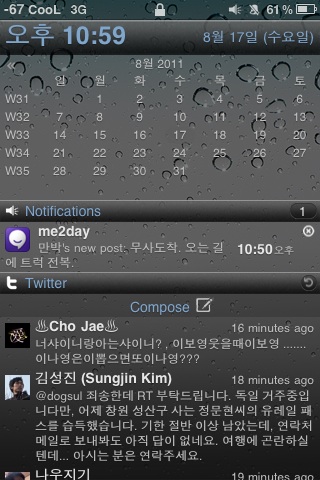 -67 CooL 3G 61%
오후 10:59
8월 17일 (수요일)
« 8월 2011
일 월 화 수 목 금 토
W31 1 2 3 4 5 6
W32 7 8 9 10 11 12 13
W33 14 15 16 17 18 19 20
W34 21 22 23 24 25 26 27
W35 28 29 30 31
Notifications 1
me2day
만박's new post: 무사도착. 오는 길
에 트럭 전복.
10:50오후
Twitter
Compose
♨Cho Jae♨ 16 minutes ago
너사이니랑아는사이니? , 이보영웃을때이보영 .......
이나영은이뽑으면또이나영???
김성진 (Sungjin Kim) 18 minutes ago
@dogsul 죄송한데 RT 부탁드립니다. 독일 거주중입
니다만, 어제 창원 성산구 사는 정문현씨의 유레일 패
스를 습득했습니다. 기한 절반 이상 남았는데, 연락처
메일로 보내봐도 아직 답이 없네요. 여행에 곤란하실
텐데... 아시는 분은 연락주세요.
나우지기 19 minutes ago